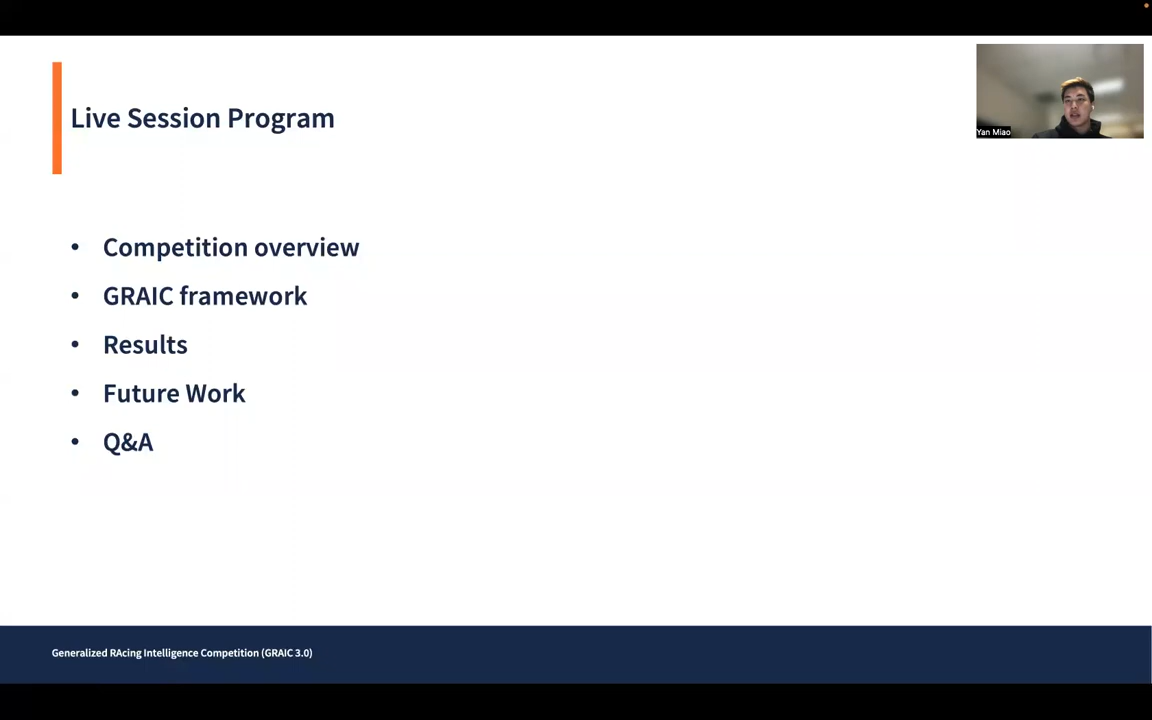 Live Session Program
Yan Miao
• Competition overview
• GRAIC framework
• Results
• Future Work
• Q&A
Generalized RAcing Intelligence Competition (GRAIC 3.0)